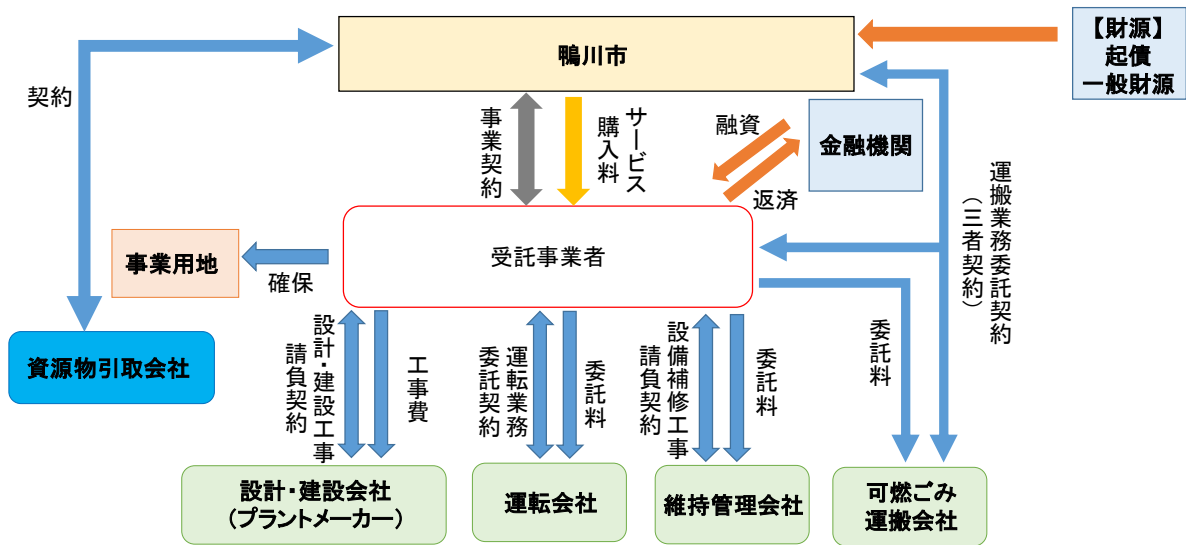 鴨川市
【財源】
起債
一般財源
契約
事業契約
サービス
購入料
融資
金融機関
返済
運搬業務委託契約
（三者契約）
事業用地
確保
受託事業者
資源物引取会社
設計・建設工事
請負契約
工事費
運転業務
委託契約
委託料
設備補修工事
請負契約
委託料
委託料
設計・建設会社
（プラントメーカー）
運転会社
維持管理会社
可燃ごみ
運搬会社